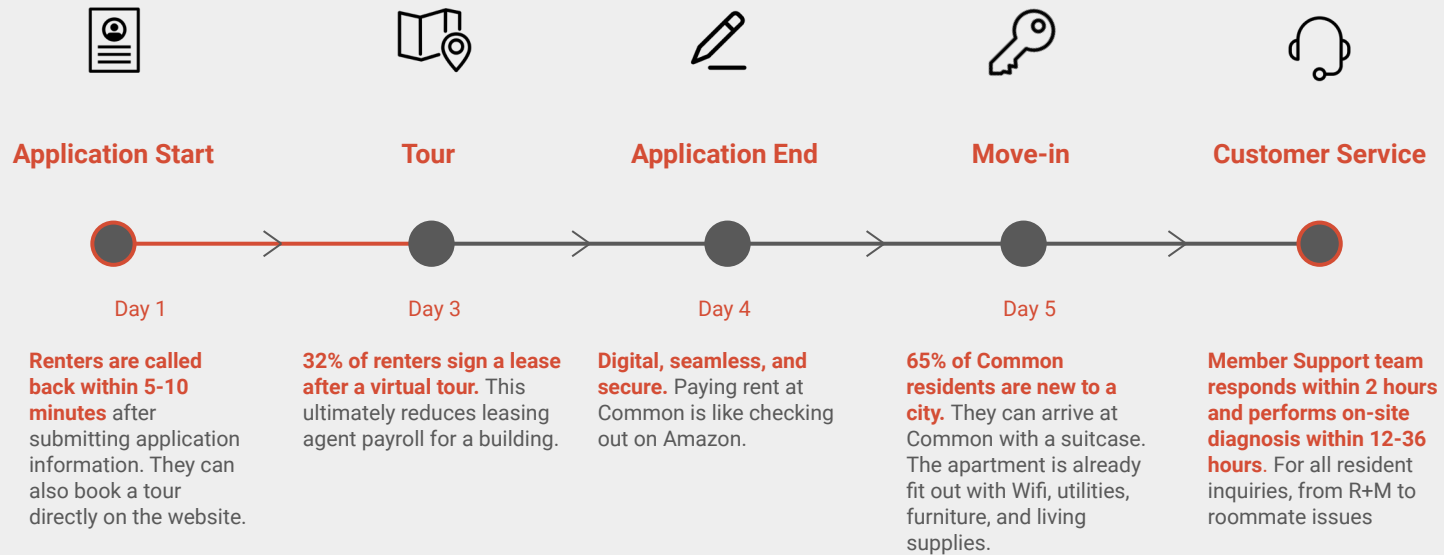 Application Start
Tour
Application End
Move-in
Customer Service
Day 1
Day 3
Day 4
Day 5
Renters are called
back within 5-10
minutes after
submitting application
information. They can
also book a tour
directly on the website.
32% of renters sign a lease
after a virtual tour. This
ultimately reduces leasing
agent payroll for a building.
Digital, seamless, and
secure. Paying rent at
Common is like checking
out on Amazon.
65% of Common
residents are new to a
city. They can arrive at
Common with a suitcase.
The apartment is already
fit out with Wifi, utilities,
furniture, and living
supplies.
Member Support team
responds within 2 hours
and performs on-site
diagnosis within 12-36
hours. For all resident
inquiries, from R+M to
roommate issues